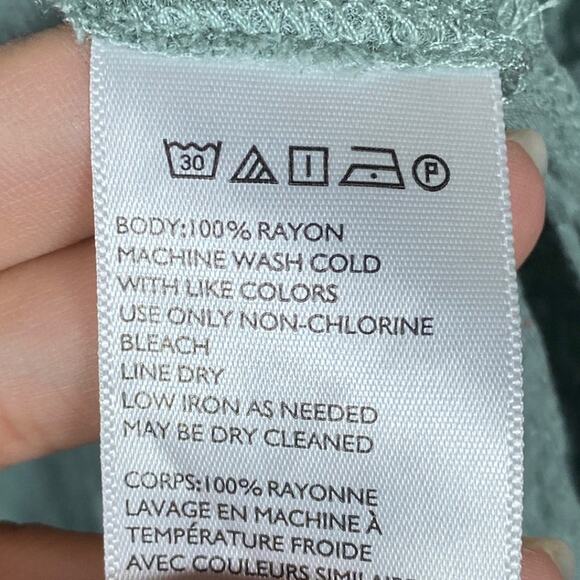 30 I P
BODY:100% RAYON
MACHINE WASH COLD
WITH LIKE COLORS
USE ONLY NON-CHLORINE
BLEACH
LINE DRY
LOW IRON AS NEEDED
MAY BE DRY CLEANED
CORPS:100% RAYONNE
LAVAGE EN MACHINE À
TEMPÉRATURE FROIDE
AVEC COULEURS